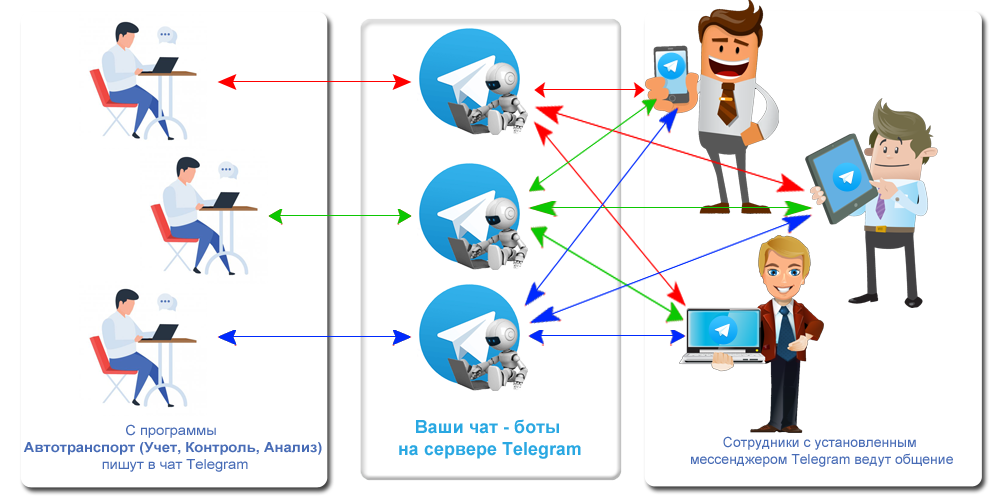 С программы
Автотранспорт (Учет, Контроль, Анализ)
пишут в чат Telegram
Ваши чат - боты
на сервере Telegram
Сотрудники с установленным
мессенджером Telegram ведут общение